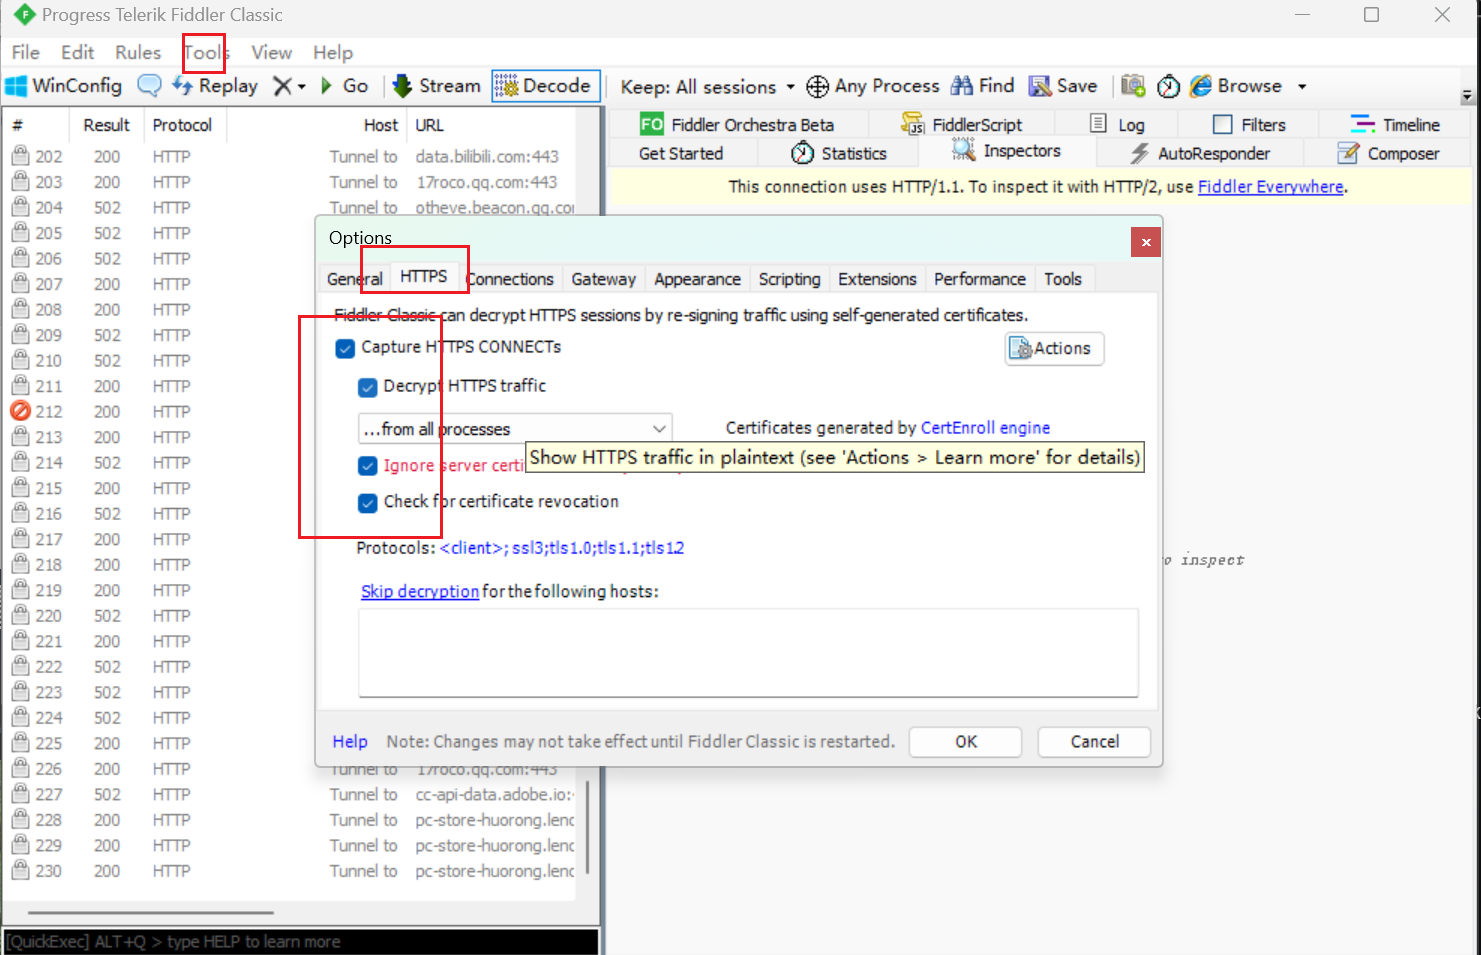 Progress Telerik Fiddler Classic
File Edit Rules Tools View Help
WinConfig Replay Go Stream Decode Keep: All sessions Any Process Find Save Browse
# Result Protocol Host URL
202 200 HTTP Tunnel to data.bilibili.com:443
203 200 HTTP Tunnel to 17roco.qq.com:443
204 502 HTTP Tunnel to otheve.beacon.qq.co
205 502 HTTP
206 502 HTTP
207 200 HTTP
208 200 HTTP
209 502 HTTP
210 502 HTTP
211 200 HTTP
212 200 HTTP
213 200 HTTP
214 502 HTTP
215 200 HTTP
216 502 HTTP
217 200 HTTP
218 200 HTTP
219 200 HTTP
220 502 HTTP
221 200 HTTP
222 502 HTTP
223 502 HTTP
224 502 HTTP
225 200 HTTP
226 200 HTTP Tunnel to 17roco.qq.com:443
227 502 HTTP Tunnel to cc-api-data.adobe.io:
228 200 HTTP Tunnel to pc-store-huorong.leno
229 200 HTTP Tunnel to pc-store-huorong.leno
230 200 HTTP Tunnel to pc-store-huorong.leno
[QuickExec] ALT+Q > type HELP to learn more
FO Fiddler Orchestra Beta JS FiddlerScript Log Filters Timeline
Get Started Statistics Inspectors AutoResponder Composer
This connection uses HTTP/1.1. To inspect it with HTTP/2, use Fiddler Everywhere.
to inspect
Options
General HTTPS Connections Gateway Appearance Scripting Extensions Performance Tools
Fiddler Classic can decrypt HTTPS sessions by re-signing traffic using self-generated certificates.
Capture HTTPS CONNECTs
Actions
Decrypt HTTPS traffic
...from all processes
Certificates generated by CertEnroll engine
Ignore server certi
Show HTTPS traffic in plaintext (see 'Actions > Learn more' for details)
Check for certificate revocation
Protocols: <client>;ssl3;tls1.0;tls1.1;tls1.2
Skip decryption for the following hosts:
Help Note: Changes may not take effect until Fiddler Classic is restarted. OK Cancel